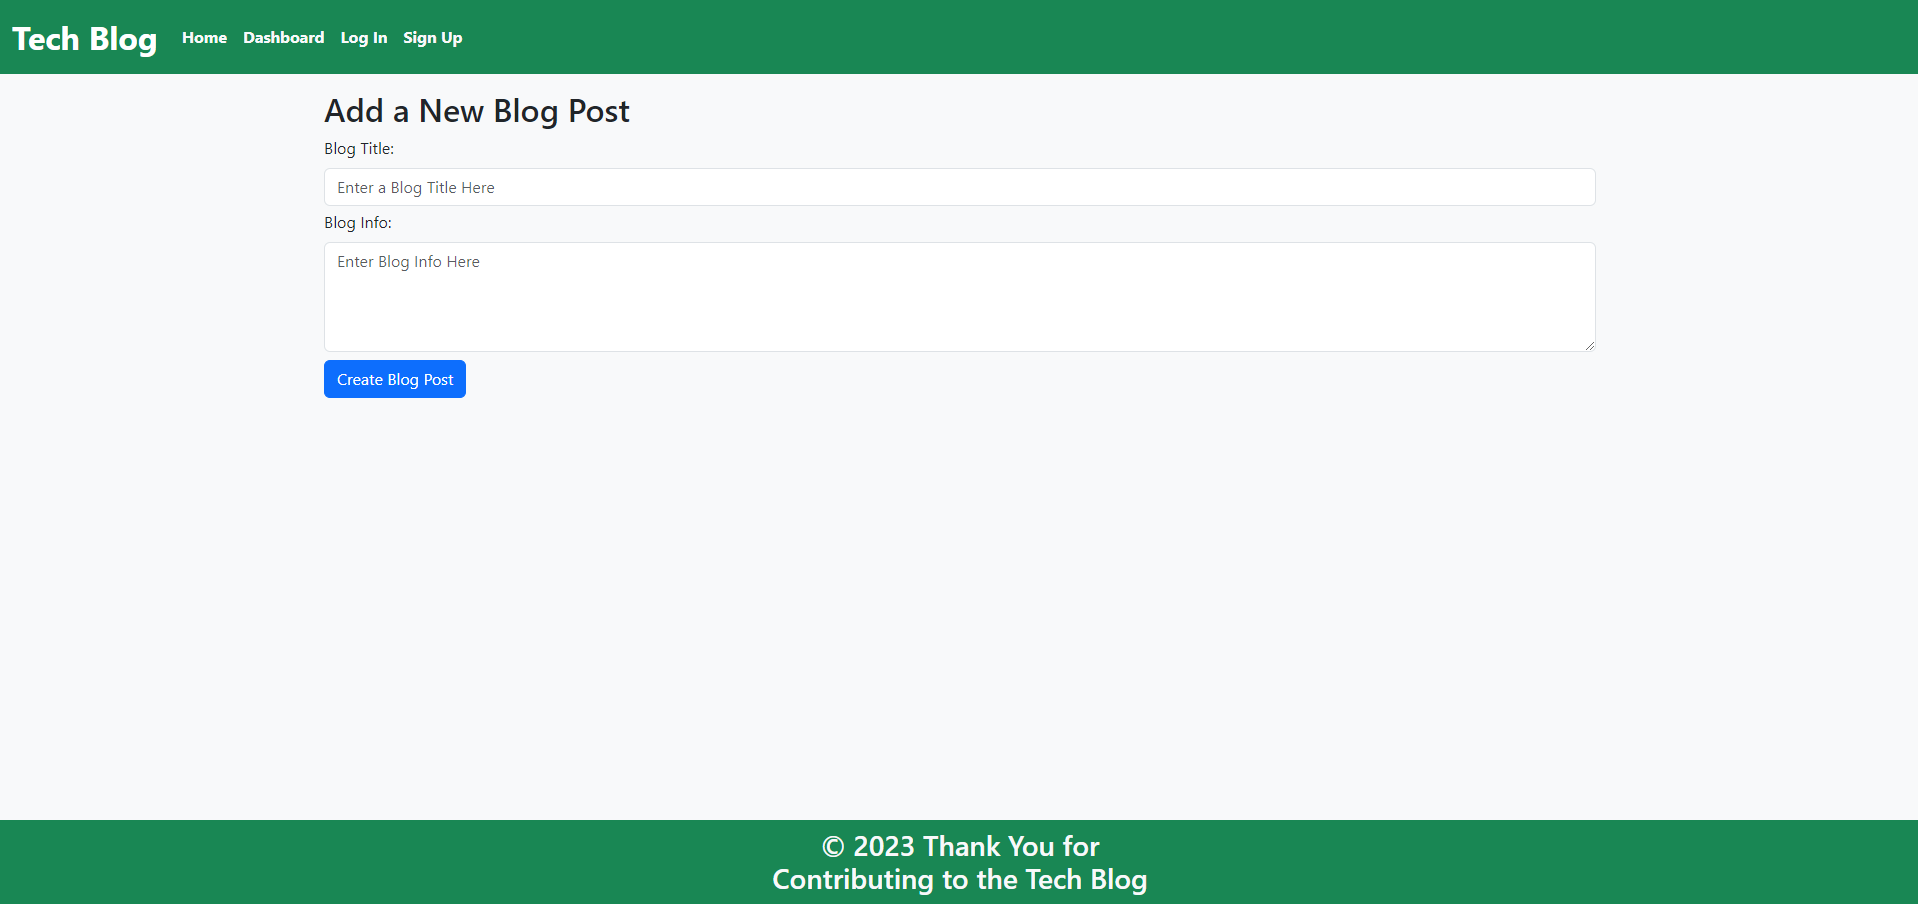 Tech Blog Home Dashboard Log In Sign Up
Add a New Blog Post
Blog Title:
Enter a Blog Title Here
Blog Info:
Enter Blog Info Here
Create Blog Post
© 2023 Thank You for
Contributing to the Tech Blog